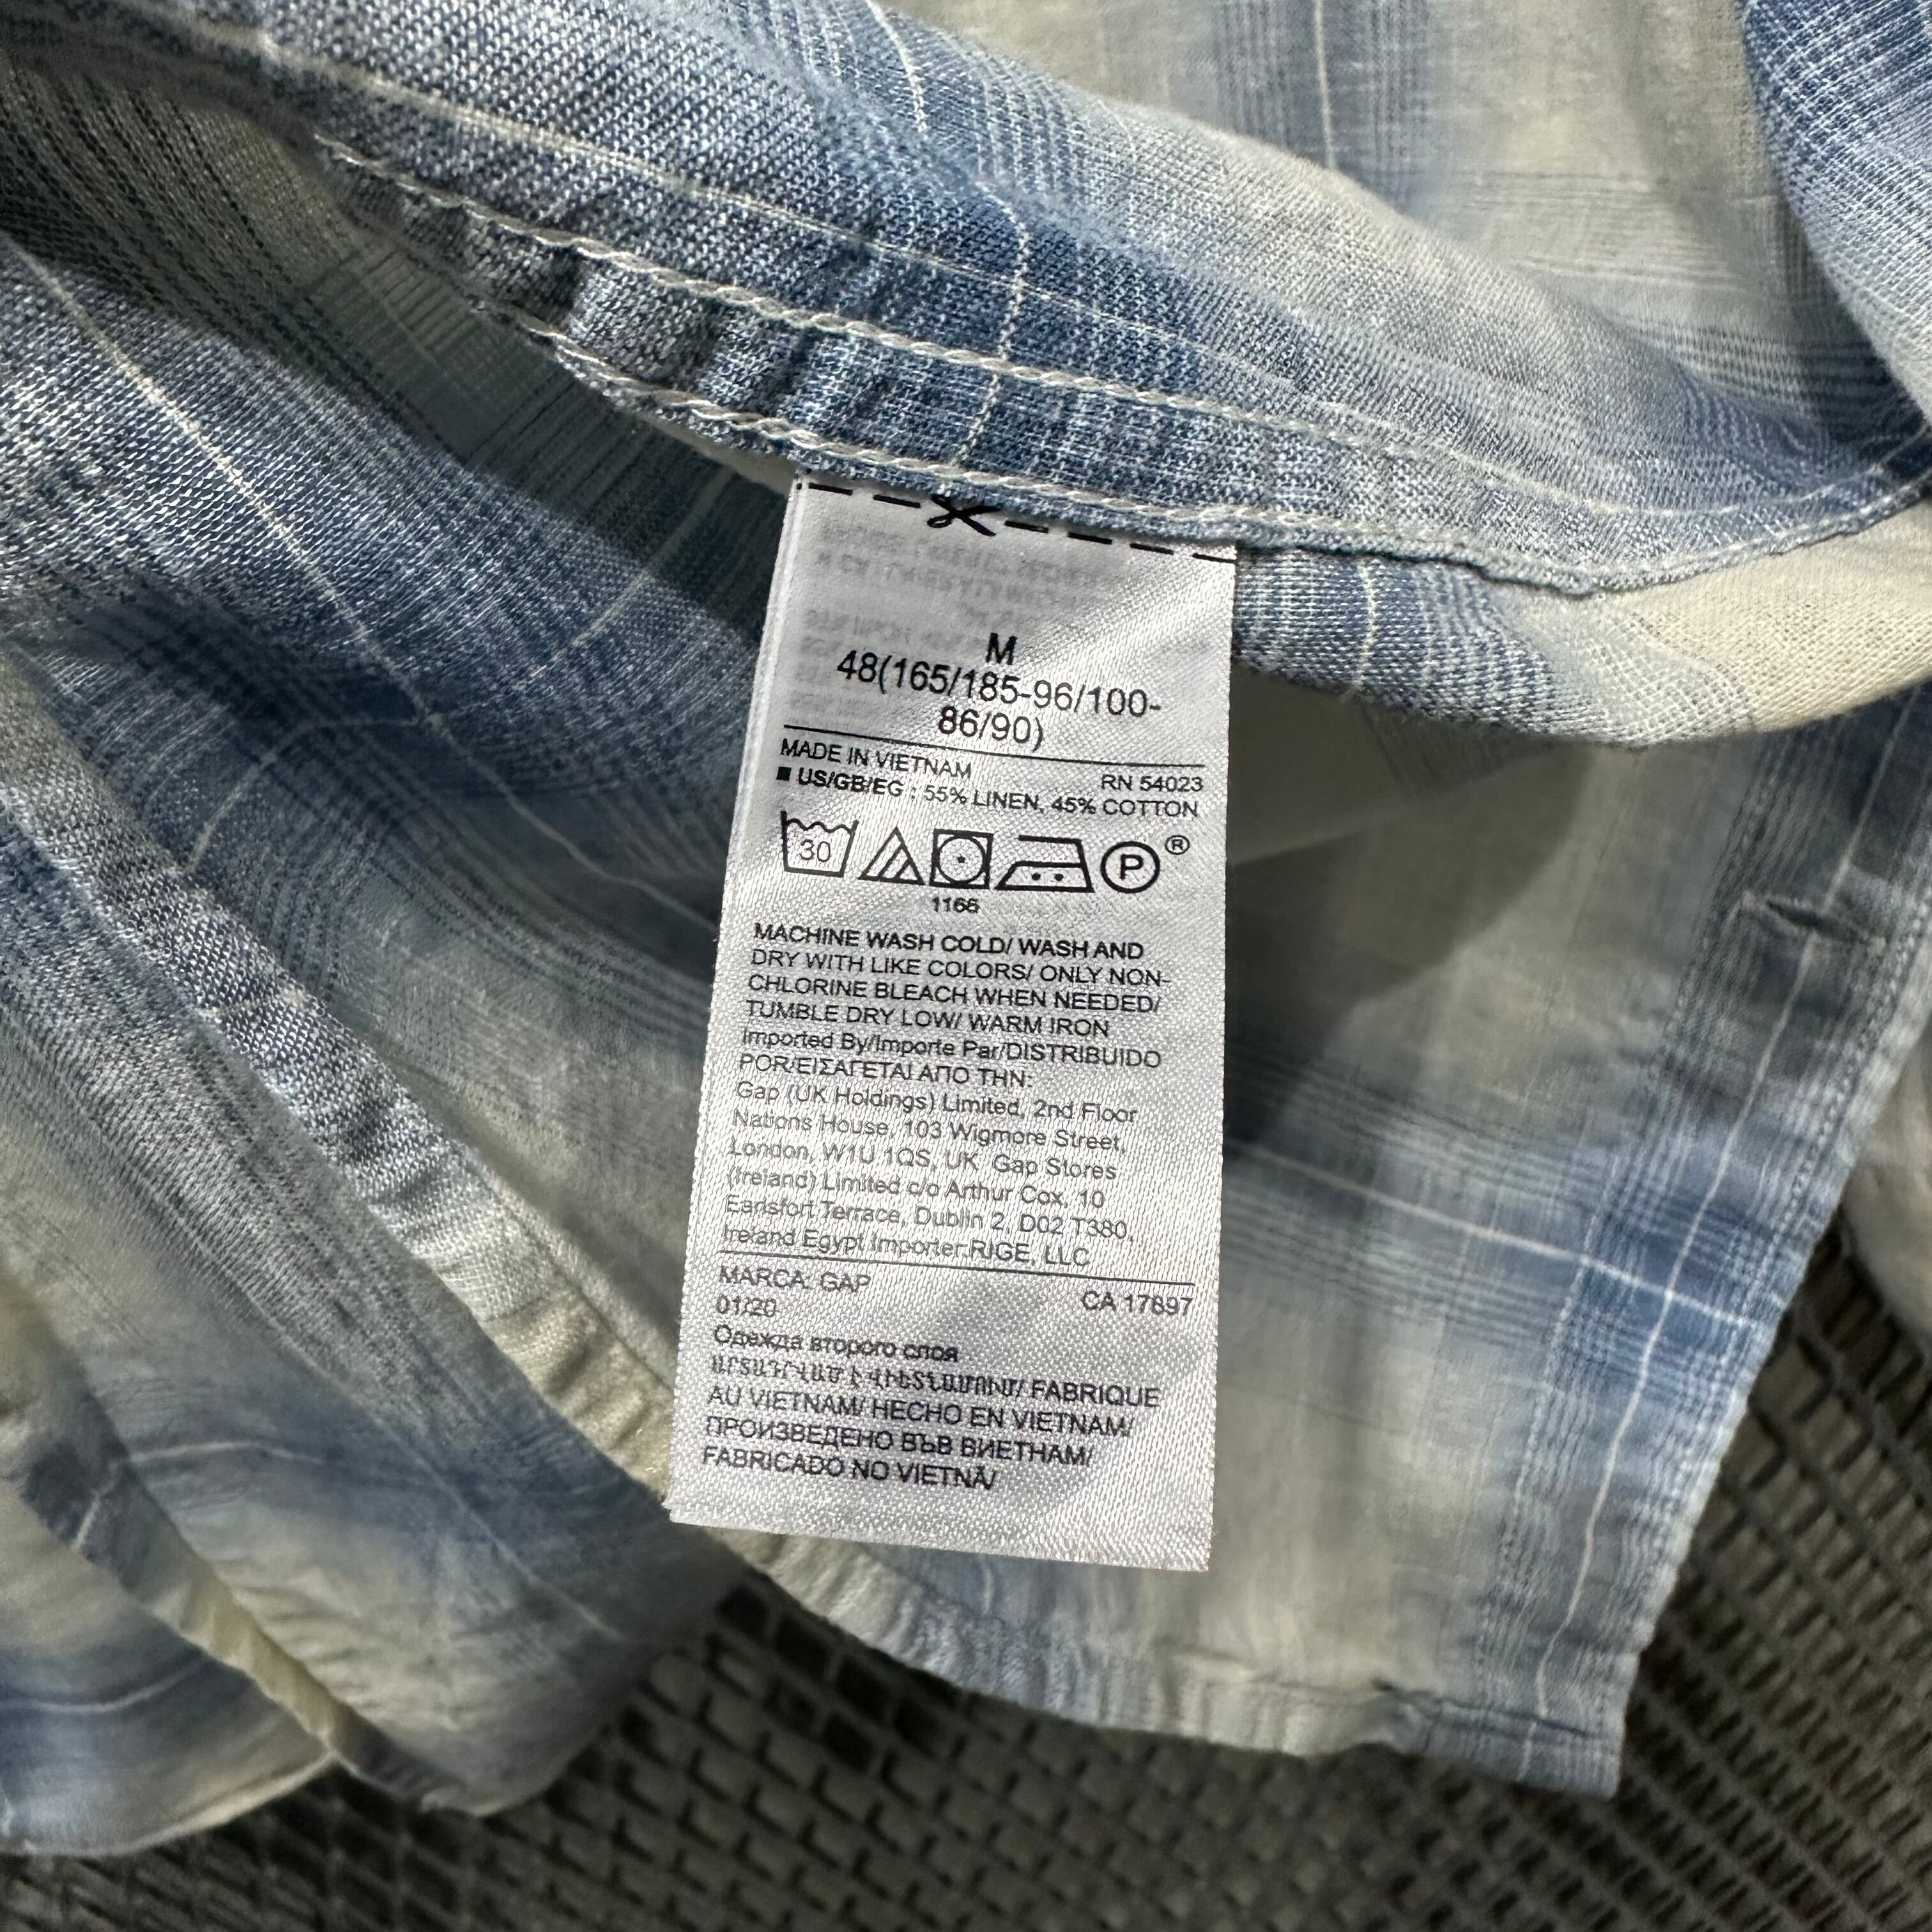 M
48(165/185-96/100-
86/90)
MADE IN VIETNAM RN 54023
■ US/GB/EG : 55% LINEN, 45% COTTON
30 P ®
1166
MACHINE WASH COLD/ WASH AND
DRY WITH LIKE COLORS/ ONLY NON-
CHLORINE BLEACH WHEN NEEDED/
TUMBLE DRY LOW/ WARM IRON
Imported By/Importe Par/DISTRIBUIDO
POR/ΕΙΣΑΓΕΤΑΙ ΑΠΟ ΤΗΝ:
Gap (UK Holdings) Limited, 2nd Floor
Nations House, 103 Wigmore Street,
London, W1U 1QS, UK Gap Stores
(Ireland) Limited c/o Arthur Cox, 10
Earlsfort Terrace, Dublin 2, D02 T380,
Ireland Egypt Importer:RIGE, LLC
MARCA: GAP CA 17897
01/20
Одежда второго слоя
ԱՐՏԱԴՐՎԱԾ Է ՎԻԵՏՆԱՄՈՒՄ/ FABRIQUE
AU VIETNAM/ HECHO EN VIETNAM/
ПРОИЗВЕДЕНО ВЪВ ВИЕТНАМ/
FABRICADO NO VIETNÃ/